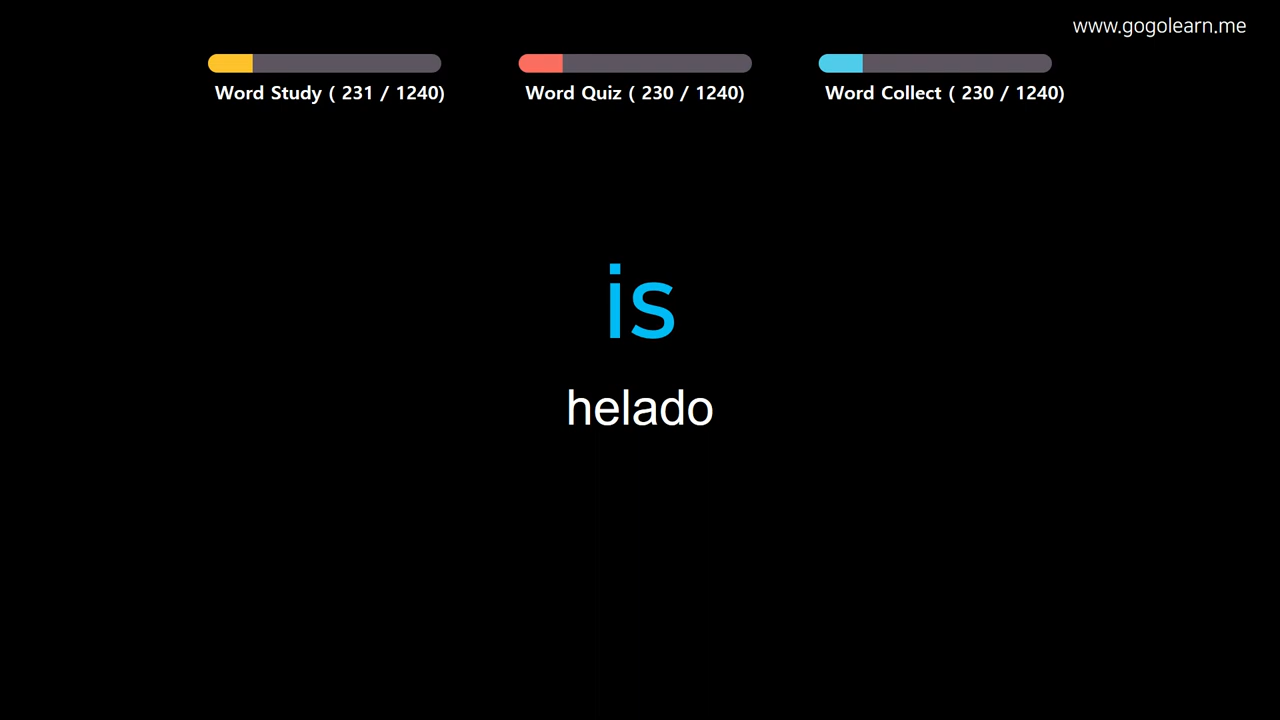 www.gogolearn.me
Word Study ( 231 / 1240)
Word Quiz ( 230 / 1240)
Word Collect ( 230 / 1240)
is
helado